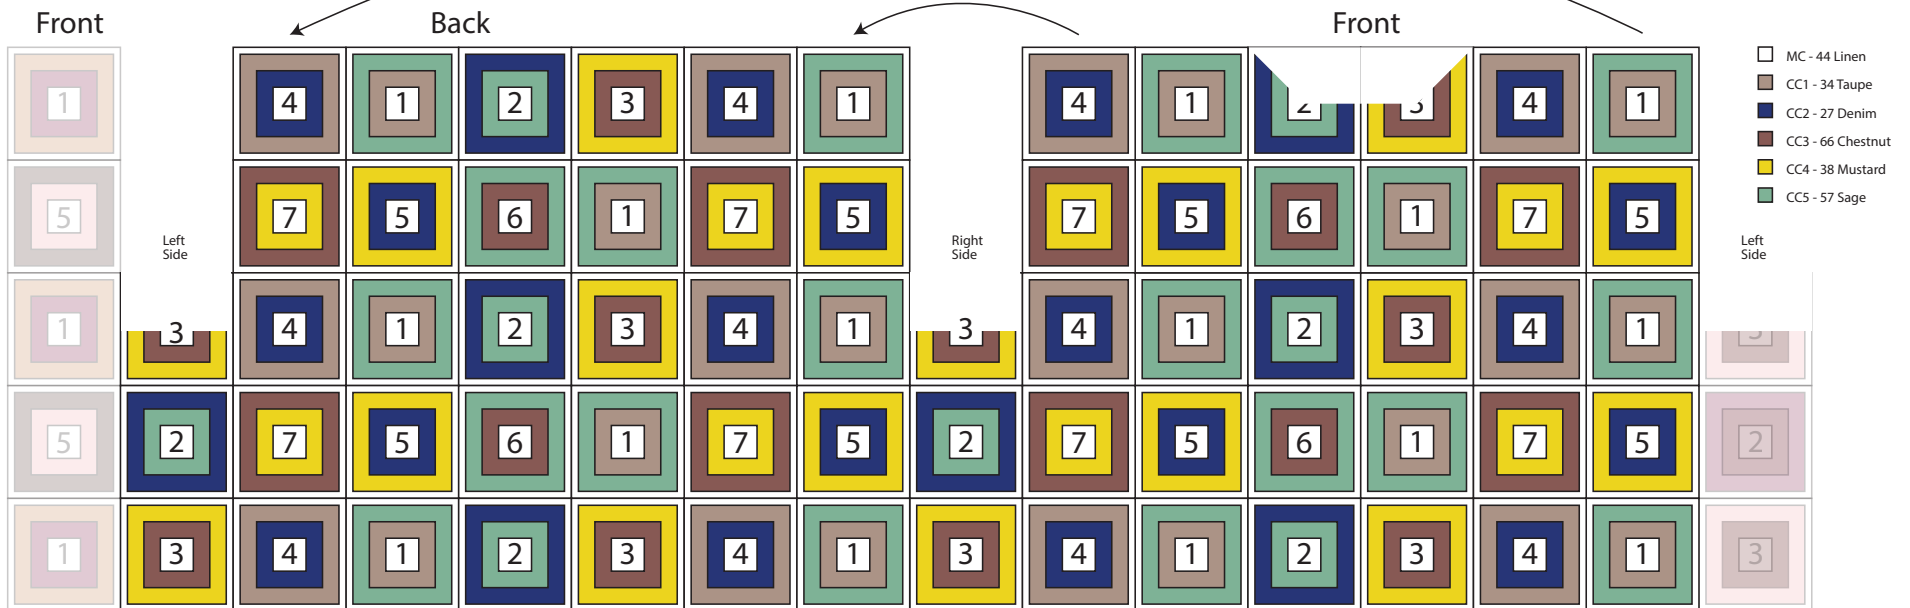 Front Back Front
MC - 44 Linen
CC1 - 34 Taupe
CC2 - 27 Denim
CC3 - 66 Chestnut
CC4 - 38 Mustard
CC5 - 57 Sage
1 4 1 2 3 4 1 4 1 2 3 4 1
5 7 5 6 1 7 5 7 5 6 1 7 5
Left
Side
Right
Side
Left
Side
1 3 4 1 2 3 4 1 3 4 1 2 3 4 1 3
5 2 7 5 6 1 7 5 2 7 5 6 1 7 5 2
1 3 4 1 2 3 4 1 3 4 1 2 3 4 1 3